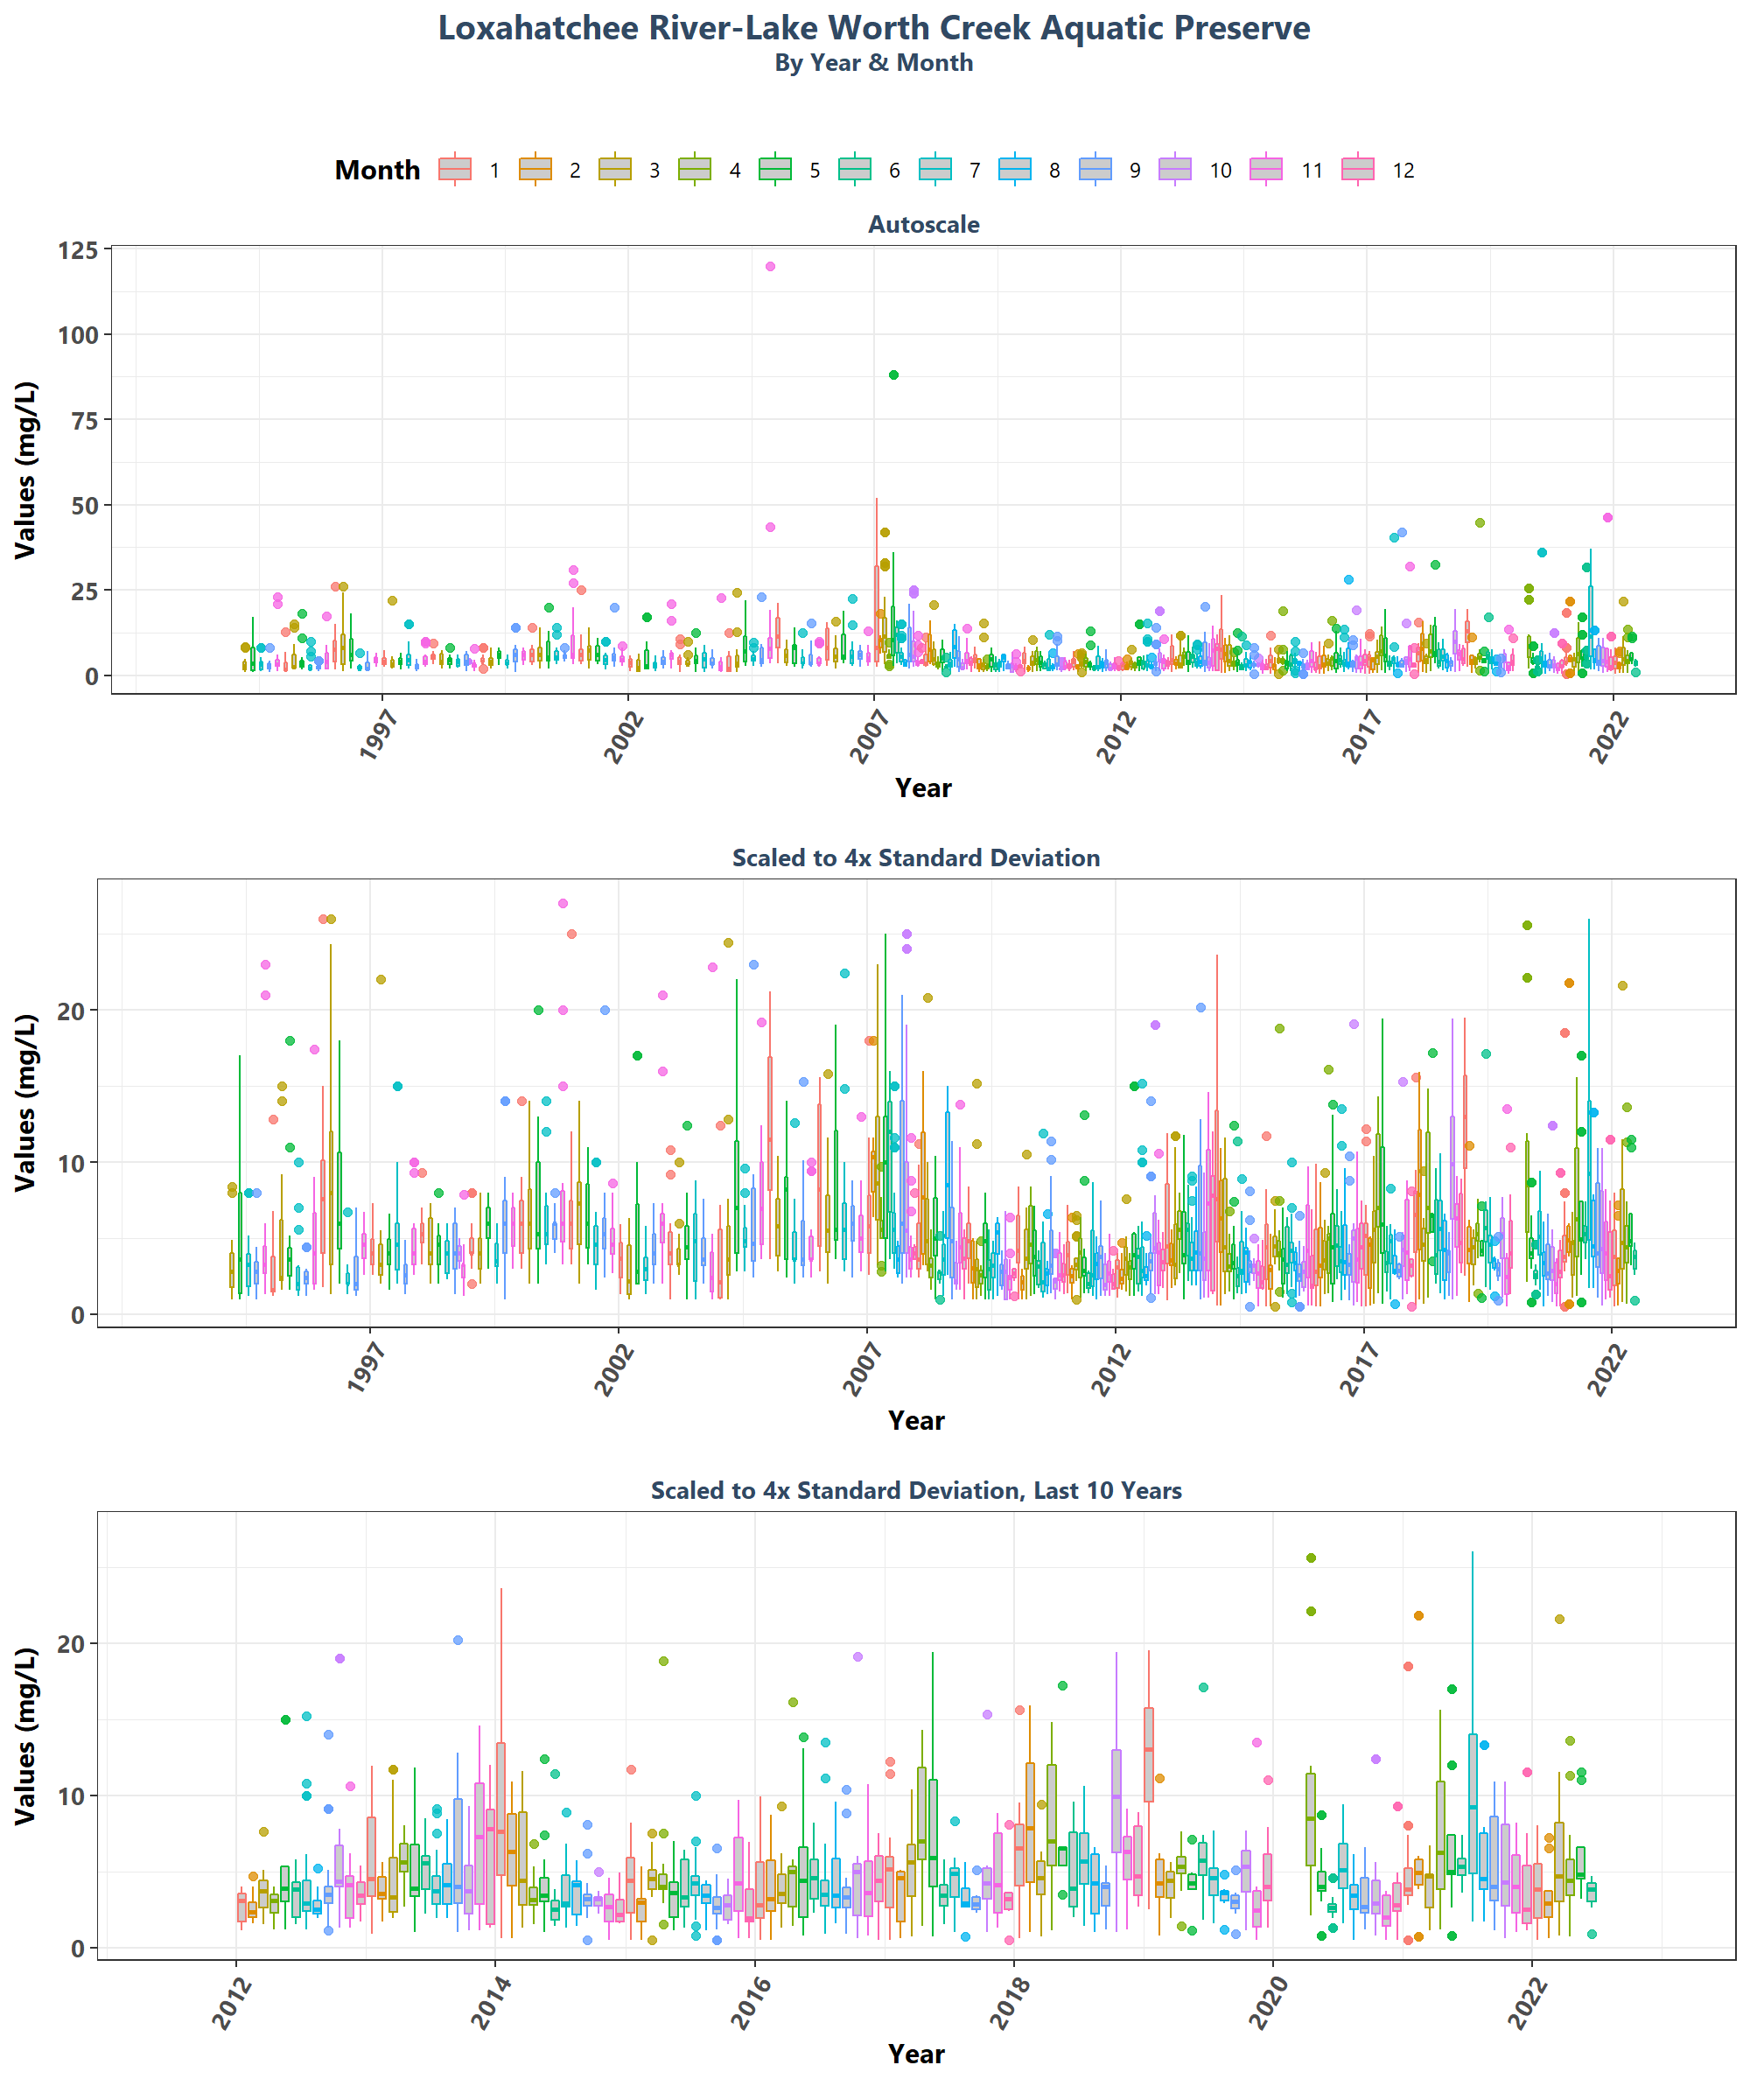 Loxahatchee River-Lake Worth Creek Aquatic Preserve
By Year & Month
Month 1 2 3 4 5 6 7 8 9 10 11 12
Autoscale
125
100
75
50
25
0
Values (mg/L)
1997 2002 2007 2012 2017 2022
Year
Scaled to 4x Standard Deviation
20
10
0
Values (mg/L)
1997 2002 2007 2012 2017 2022
Year
Scaled to 4x Standard Deviation, Last 10 Years
20
10
0
Values (mg/L)
2012 2014 2016 2018 2020 2022
Year